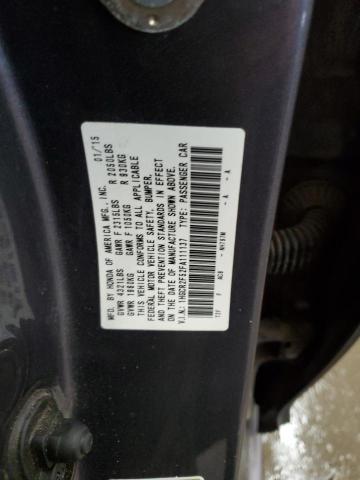 MFD. BY HONDA OF AMERICA MFG., INC. 01/15
GVWR 4321LBS GAWR F 2315LBS R 2050LBS
GVWR 1960KG GAWR F 1050KG R 930KG
THIS VEHICLE CONFORMS TO ALL APPLICABLE
FEDERAL MOTOR VEHICLE SAFETY, BUMPER,
AND THEFT PREVENTION STANDARDS IN EFFECT
ON THE DATE OF MANUFACTURE SHOWN ABOVE.
V.I.N.: 1HGCR2F52FA111137 TYPE: PASSENGER CAR
F ACB A - A